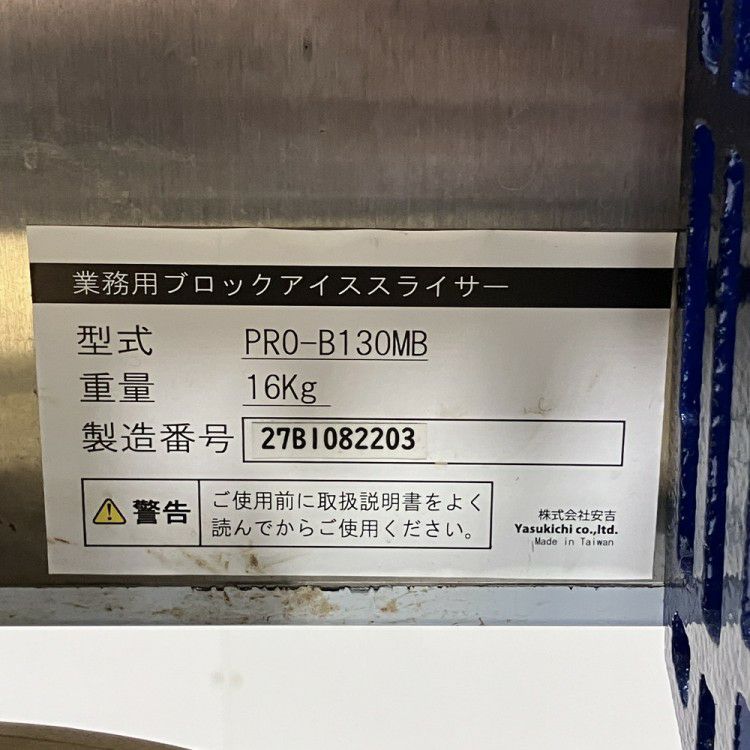 業務用ブロックアイススライサー
型式 PRO-B130MB
重量 16Kg
製造番号 27B1082203
警告
ご使用前に取扱説明書をよく
読んでからご使用ください。
株式会社安吉
Yasukichi co.,ltd.
Made in Taiwan